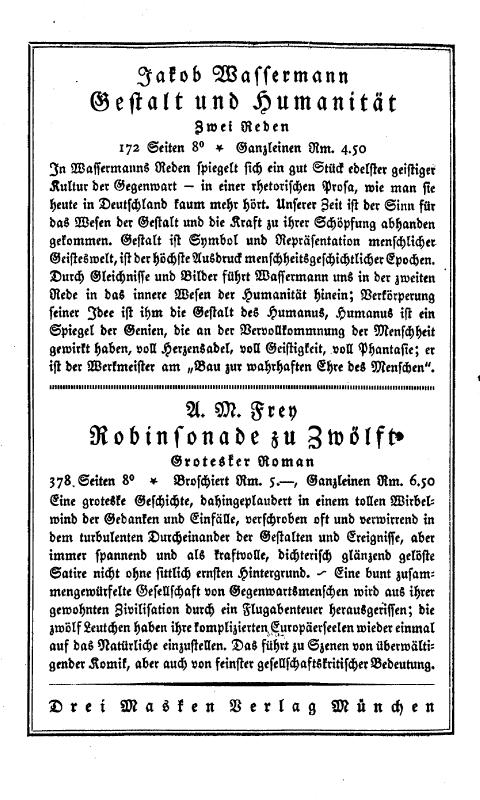 Jakob Wassermann
Gestalt und Humanität
Zwei Reden
172 Seiten 8° * Ganzleinen Rm. 4.50
In Wassermanns Reden spiegelt sich ein gut Stück edelster geistiger
Kultur der Gegenwart — in einer rhetorischen Prosa, wie man sie
heute in Deutschland kaum mehr hört. Unserer Zeit ist der Sinn für
das Wesen der Gestalt und die Kraft zu ihrer Schöpfung abhanden
gekommen. Gestalt ist Symbol und Repräsentation menschlicher
Geisteswelt, ist der höchste Ausdruck menschheitsgeschichtlicher Epochen.
Durch Gleichnisse und Bilder führt Wassermann uns in der zweiten
Rede in das innere Wesen der Humanität hinein; Verkörperung
seiner Idee ist ihm die Gestalt des Humanus, Humanus ist ein
Spiegel der Genien, die an der Vervollkommnung der Menschheit
gewirkt haben, voll Herzensadel, voll Geistigkeit, voll Phantasie; er
ist der Werkmeister am „Bau zur wahrhaften Ehre des Menschen“.
A. M. Frey
Robinsonade zu Zwölft
Grotesker Roman
378 Seiten 8° * Broschiert Rm. 5.—, Ganzleinen Rm. 6.50
Eine groteske Geschichte, dahingeplaudert in einem tollen Wirbel-
wind der Gedanken und Einfälle, verschroben oft und verwirrend in
dem turbulenten Durcheinander der Gestalten und Ereignisse, aber
immer spannend und als kraftvolle, dichterisch glänzend gelöste
Satire nicht ohne sittlich ernsten Hintergrund. — Eine bunt zusam-
mengewürfelte Gesellschaft von Gegenwartsmenschen wird aus ihrer
gewohnten Zivilisation durch ein Flugabenteuer herausgerissen; die
zwölf Leutchen haben ihre komplizierten Europäerseelen wieder einmal
auf das Natürliche einzustellen. Das führt zu Szenen von überwälti-
gender Komik, aber auch von feinster gesellschaftskritischer Bedeutung.
Drei Masken Verlag München